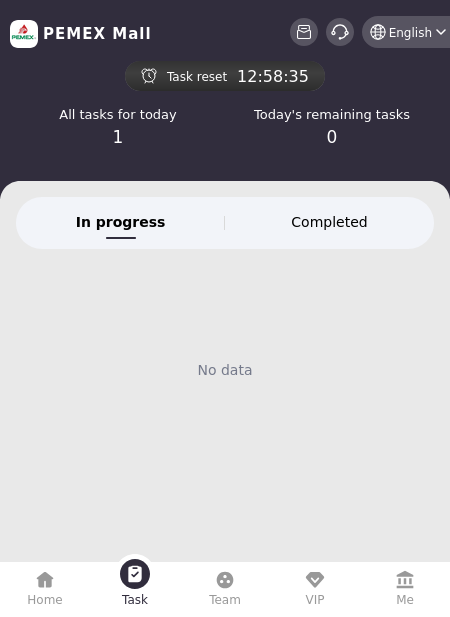 PEMEX
PEMEX Mall
English
Task reset 12:58:35
All tasks for today
1
Today's remaining tasks
0
In progress
Completed
No data
Home
Task
Team
VIP
Me